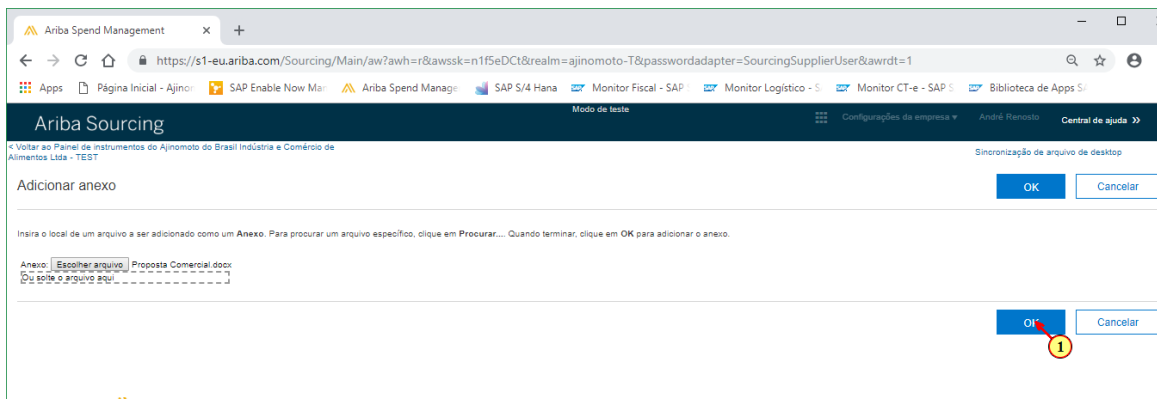 Ariba Spend Management
https://s1-eu.ariba.com/Sourcing/Main/aw?awh=r&awssk=n1f5eDCt&realm=ajinomoto-T&passwordadapter=SourcingSupplierUser&awrdt=1
Apps Página Inicial - Ajinor SAP Enable Now Mar Ariba Spend Manage SAP S/4 Hana Monitor Fiscal - SAP Monitor Logístico - S Monitor CT-e - SAP S Biblioteca de Apps SA
Modo de teste
Ariba Sourcing Configurações da empresa André Renosto Central de ajuda »
< Voltar ao Painel de instrumentos do Ajinomoto do Brasil Indústria e Comércio de
Alimentos Ltda - TEST
Sincronização de arquivo de desktop
Adicionar anexo OK Cancelar
Insira o local de um arquivo a ser adicionado como um Anexo. Para procurar um arquivo específico, clique em Procurar.... Quando terminar, clique em OK para adicionar o anexo.
Anexo: Escolher arquivo Proposta Comercial.docx
Ou solte o arquivo aqui
OK Cancelar
1